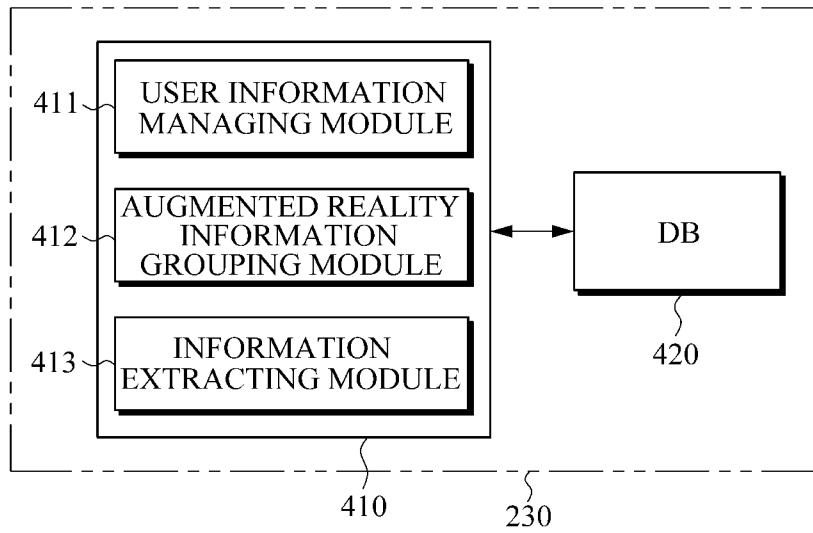 411
USER INFORMATION
MANAGING MODULE
412
AUGMENTED REALITY
INFORMATION
GROUPING MODULE
DB
420
413
INFORMATION
EXTRACTING MODULE
410
230